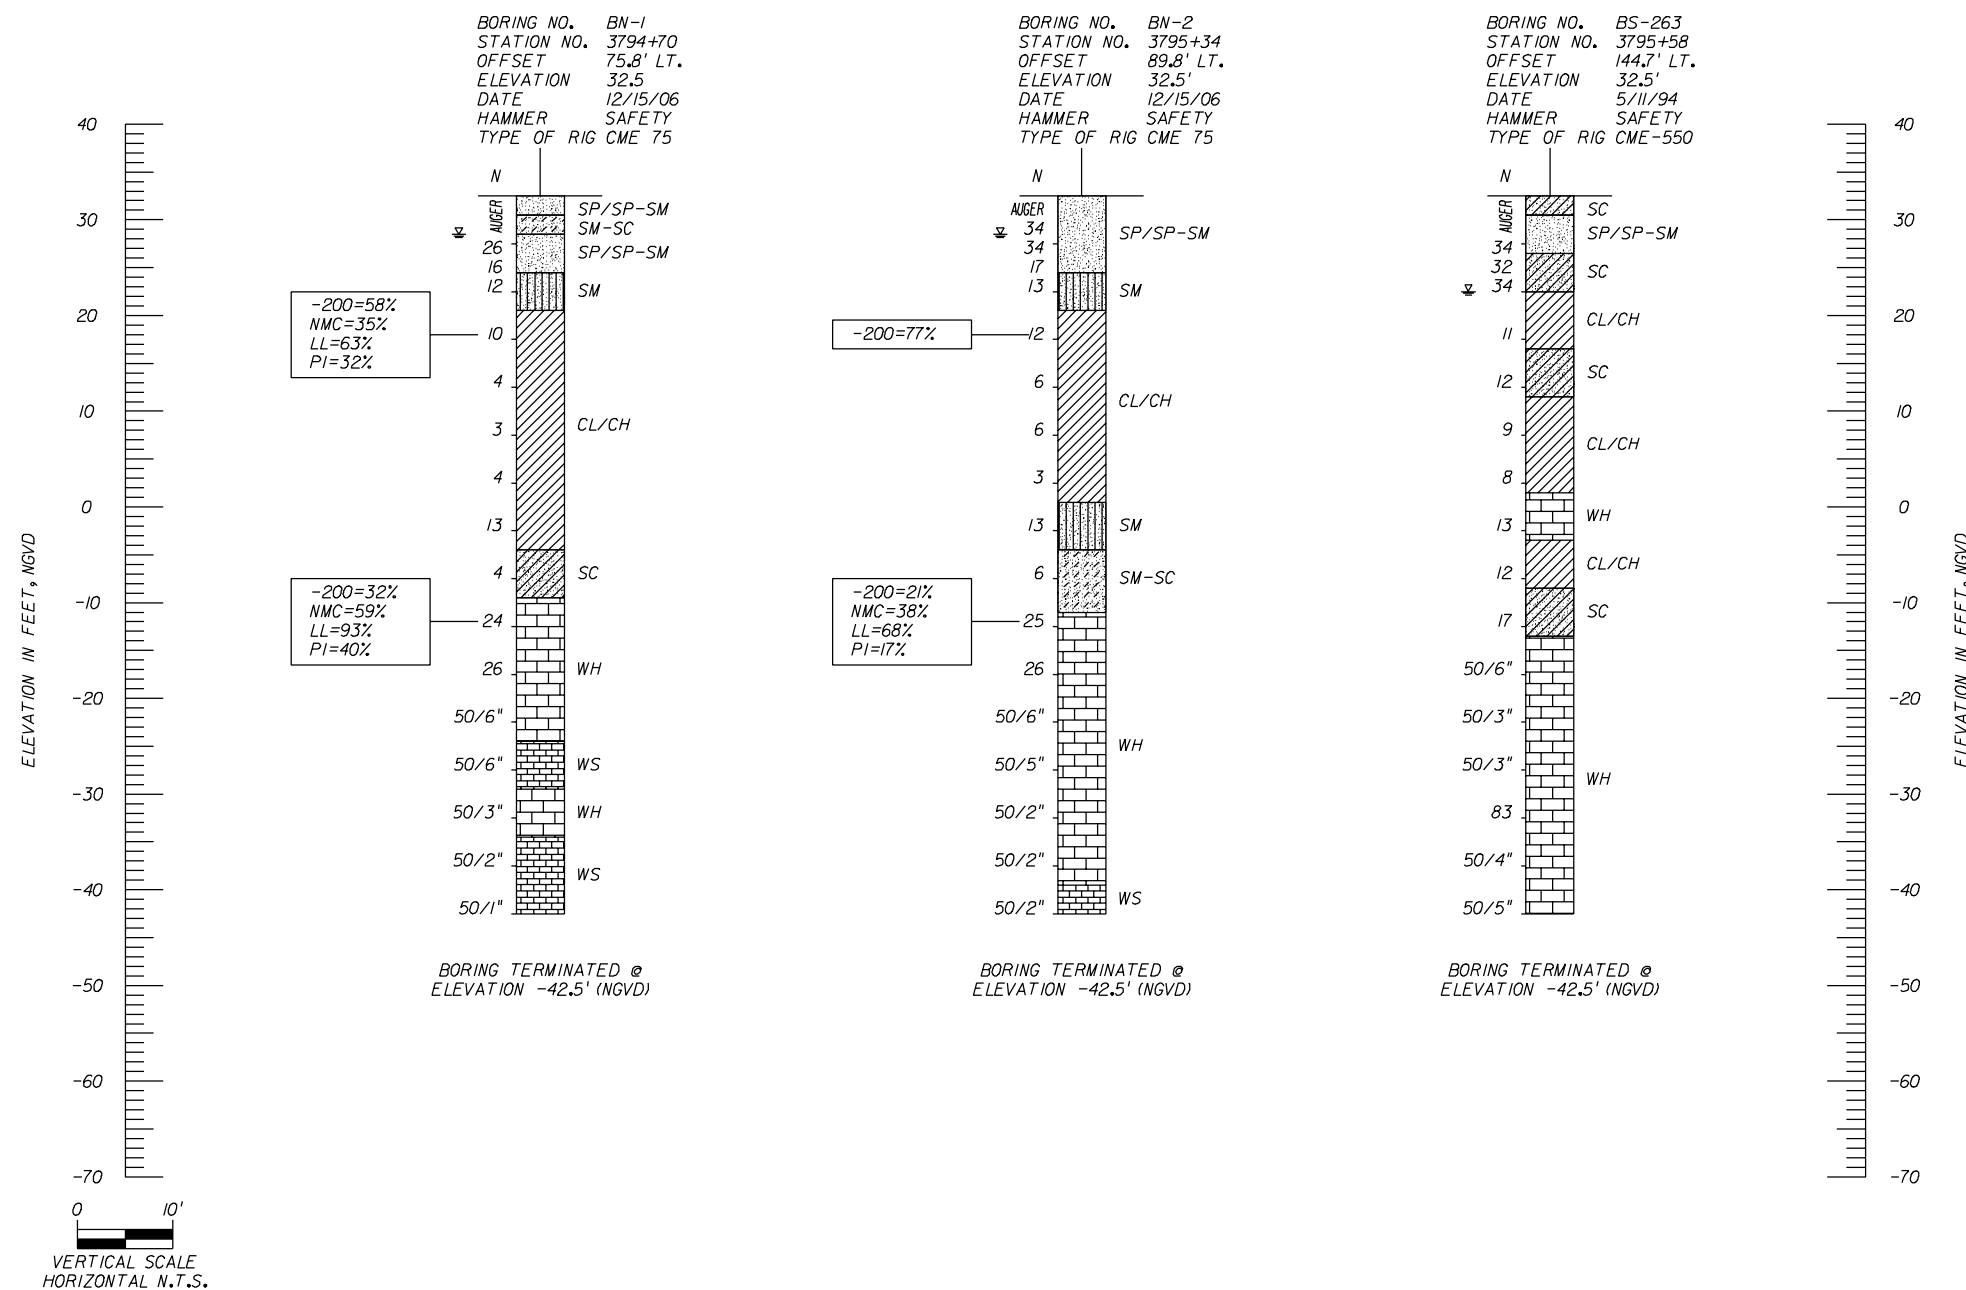 BORING NO. BN-1
STATION NO. 3794+70
OFFSET 75.8' LT.
ELEVATION 32.5
DATE 12/15/06
HAMMER SAFETY
TYPE OF RIG CME 75
BORING NO. BN-2
STATION NO. 3795+34
OFFSET 89.8' LT.
ELEVATION 32.5'
DATE 12/15/06
HAMMER SAFETY
TYPE OF RIG CME 75
BORING NO. BS-263
STATION NO. 3795+58
OFFSET 144.7' LT.
ELEVATION 32.5'
DATE 5/11/94
HAMMER SAFETY
TYPE OF RIG CME-550
ELEVATION IN FEET, NGVD
40
30
20
10
0
-10
-20
-30
-40
-50
-60
-70
N
AUGER
26
16
12
10
4
3
4
13
4
24
26
50/6"
50/6"
50/3"
50/2"
50/1"
SP/SP-SM
SM-SC
SP/SP-SM
SM
CL/CH
SC
WH
WS
WH
WS
-200=58%
NMC=35%
LL=63%
PI=32%
-200=32%
NMC=59%
LL=93%
PI=40%
BORING TERMINATED @
ELEVATION -42.5' (NGVD)
N
AUGER
34
34
17
13
12
6
6
3
13
6
25
26
50/6"
50/5"
50/2"
50/2"
50/2"
SP/SP-SM
SM
CL/CH
SM
SM-SC
WH
WS
-200=77%
-200=21%
NMC=38%
LL=68%
PI=17%
BORING TERMINATED @
ELEVATION -42.5' (NGVD)
N
AUGER
34
32
34
11
12
9
8
13
12
17
50/6"
50/3"
50/3"
83
50/4"
50/5"
SC
SP/SP-SM
SC
CL/CH
SC
CL/CH
WH
CL/CH
SC
WH
BORING TERMINATED @
ELEVATION -42.5' (NGVD)
40
30
20
10
0
-10
-20
-30
-40
-50
-60
-70
ELEVATION IN FEET, NGVD
0 10'
VERTICAL SCALE
HORIZONTAL N.T.S.